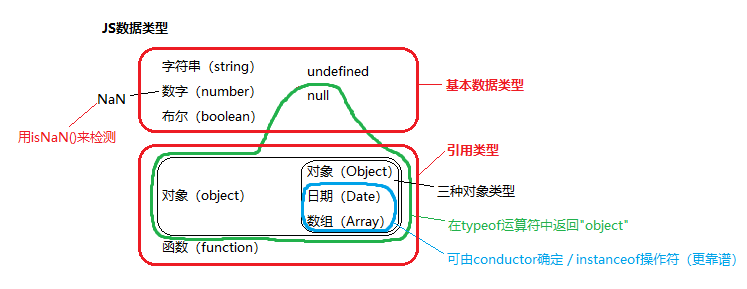 JS数据类型
字符串（string）
undefined
数字（number）
null
布尔（boolean）
NaN
用isNaN()来检测
基本数据类型
引用类型
对象（object）
对象（Object）
日期（Date）
数组（Array）
三种对象类型
函数（function）
在typeof运算符中返回"object"
可由conductor确定 / instanceof操作符（更靠谱）